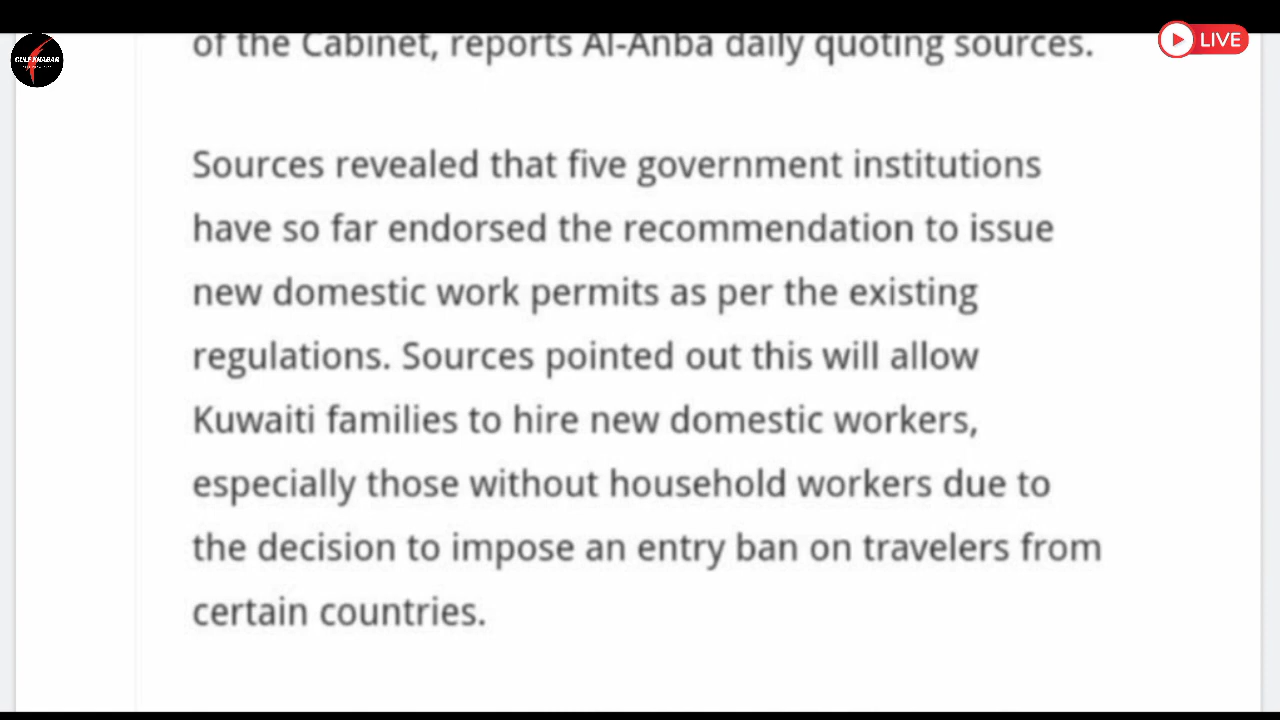 of the Cabinet, reports Al-Anba daily quoting sources.
LIVE
GULF KHABAR
Sources revealed that five government institutions
have so far endorsed the recommendation to issue
new domestic work permits as per the existing
regulations. Sources pointed out this will allow
Kuwaiti families to hire new domestic workers,
especially those without household workers due to
the decision to impose an entry ban on travelers from
certain countries.